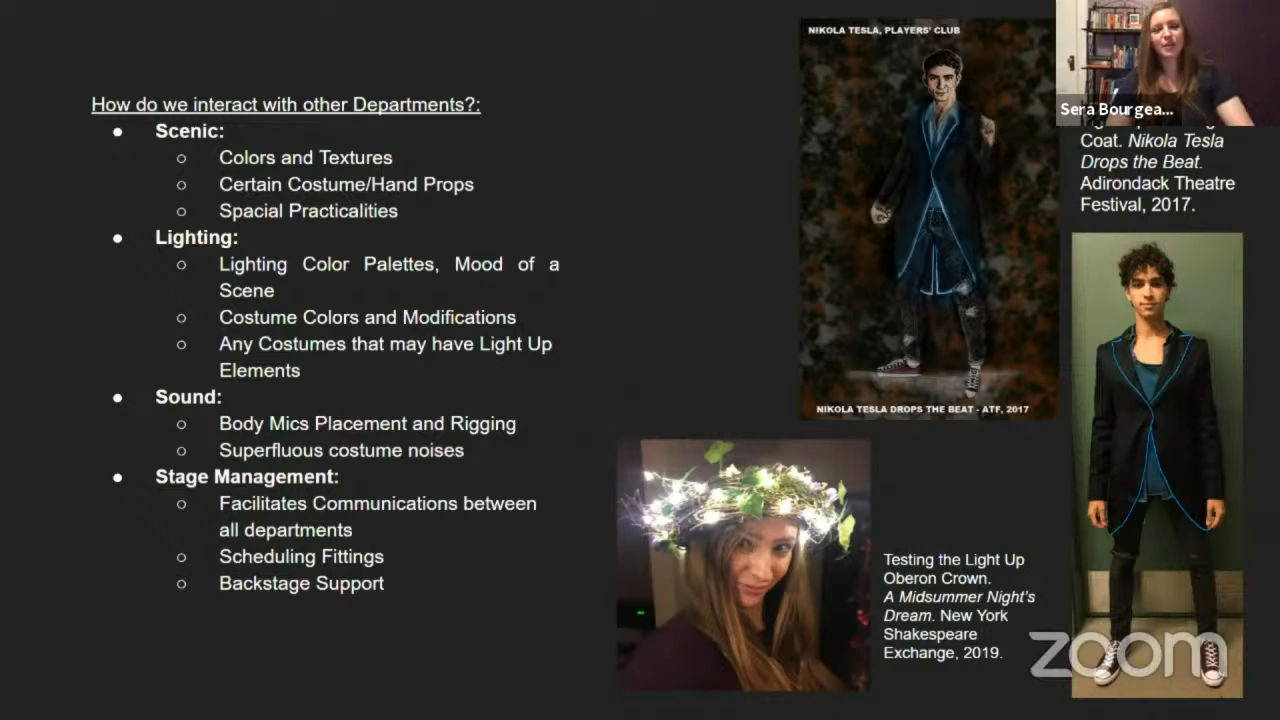 How do we interact with other Departments?:
● Scenic:
○ Colors and Textures
○ Certain Costume/Hand Props
○ Spacial Practicalities
● Lighting:
○ Lighting Color Palettes, Mood of a
Scene
○ Costume Colors and Modifications
○ Any Costumes that may have Light Up
Elements
● Sound:
○ Body Mics Placement and Rigging
○ Superfluous costume noises
● Stage Management:
○ Facilitates Communications between
all departments
○ Scheduling Fittings
○ Backstage Support
NIKOLA TESLA, PLAYERS' CLUB
NIKOLA TESLA DROPS THE BEAT - ATF, 2017
Sera Bourgea...
Coat. Nikola Tesla
Drops the Beat.
Adirondack Theatre
Festival, 2017.
Testing the Light Up
Oberon Crown.
A Midsummer Night's
Dream. New York
Shakespeare
Exchange, 2019.
zoom